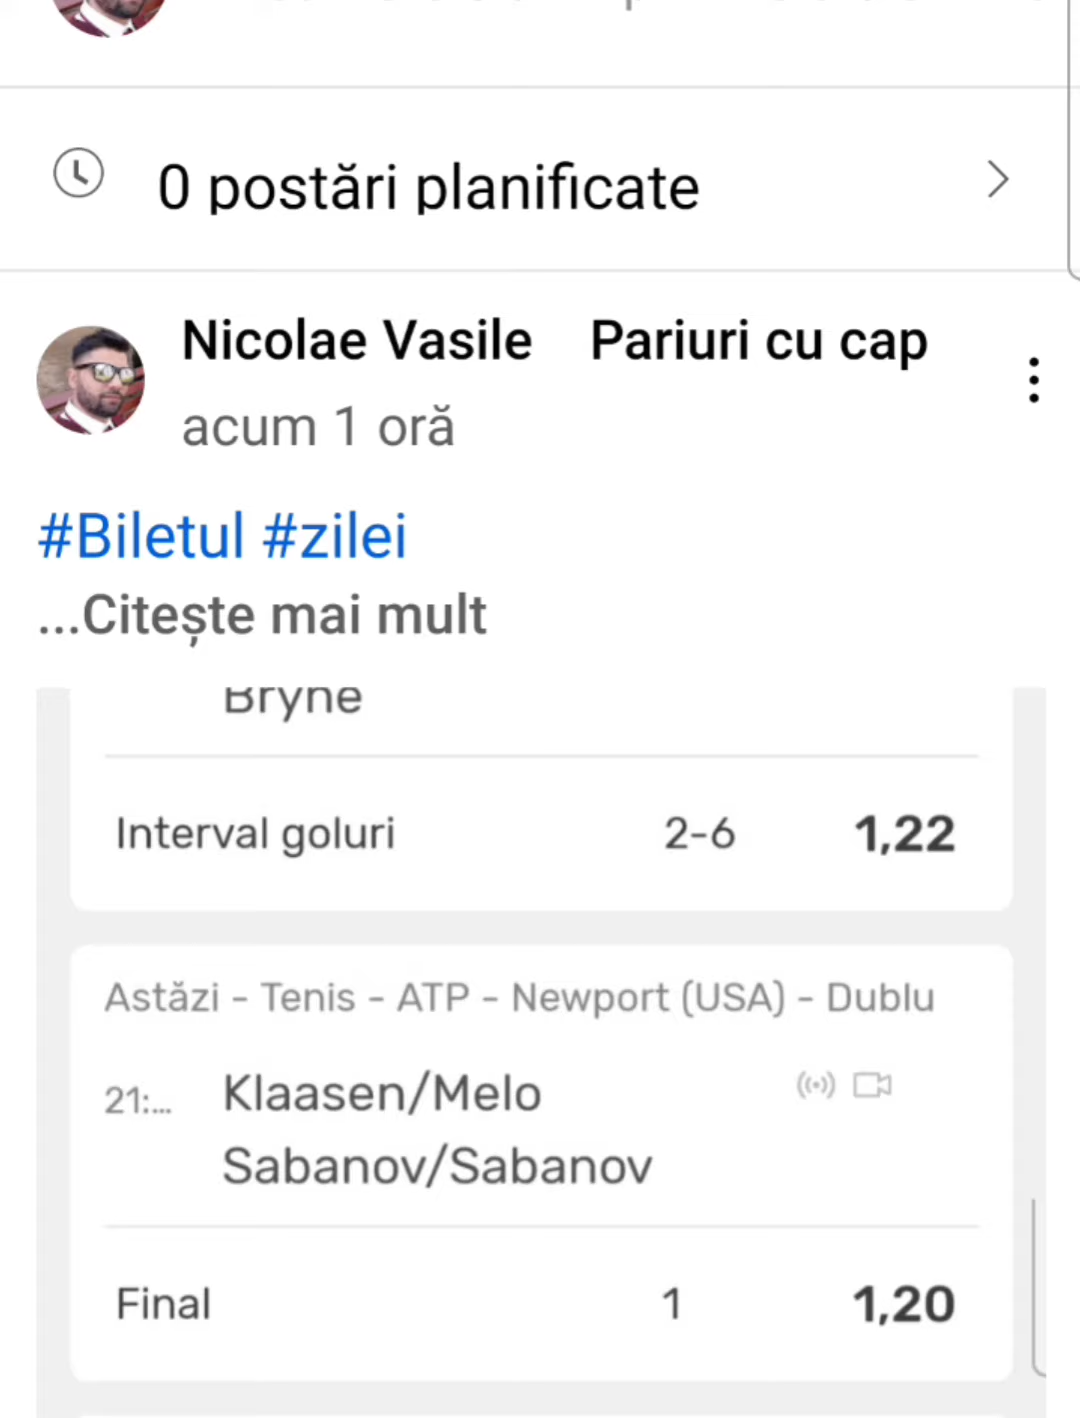 0 postări planificate
Nicolae Vasile Pariuri cu cap
acum 1 oră
#Biletul #zilei
...Citește mai mult
Bryne
Interval goluri 2-6 1,22
Astăzi - Tenis - ATP - Newport (USA) - Dublu
21:... Klaasen/Melo
Sabanov/Sabanov
Final 1 1,20